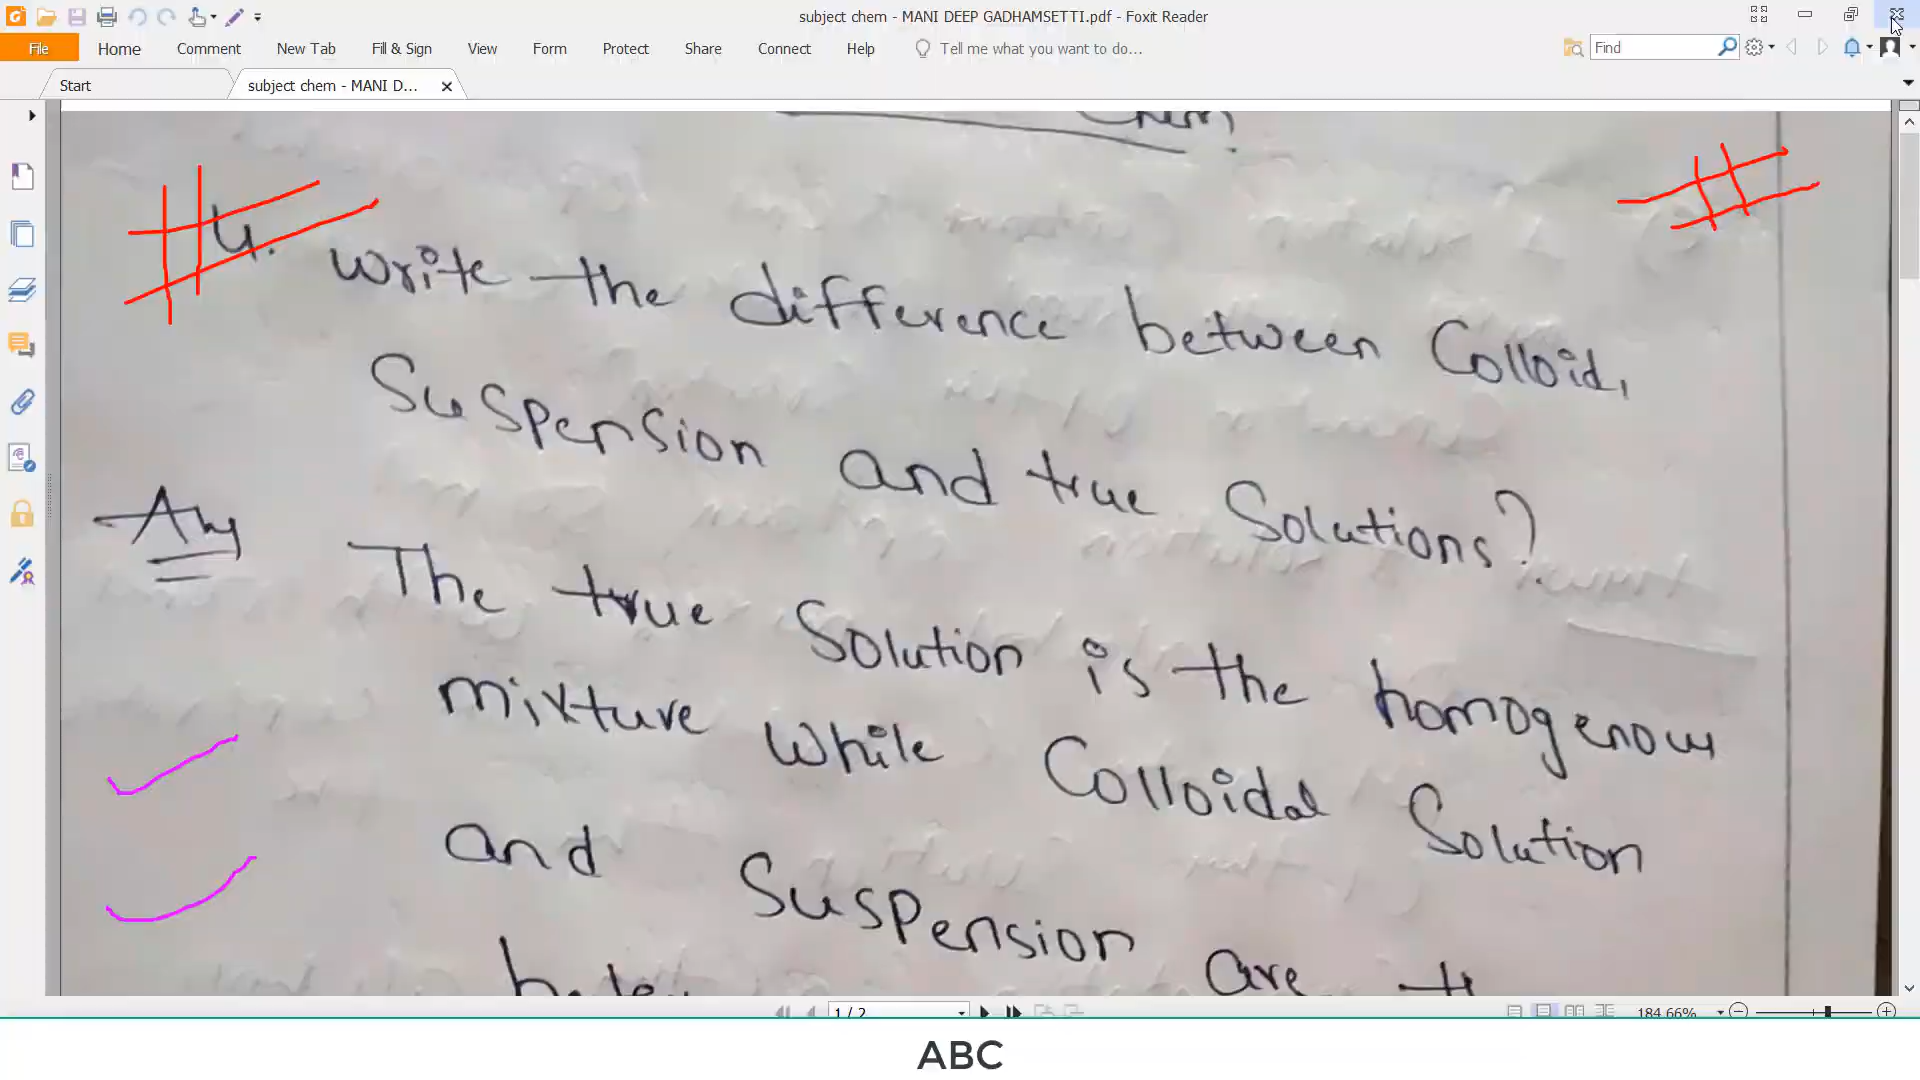 subject chem - MANI DEEP GADHAMSETTI.pdf - Foxit Reader
File Home Comment New Tab Fill & Sign View Form Protect Share Connect Help Tell me what you want to do... Find
Start subject chem - MANI D...
4. Write the difference between Colloid,
Suspension and true Solutions?
Ans The true Solution is the homogenous
mixture while Colloidal Solution
and Suspension are
1 / 2 184.66%
ABC